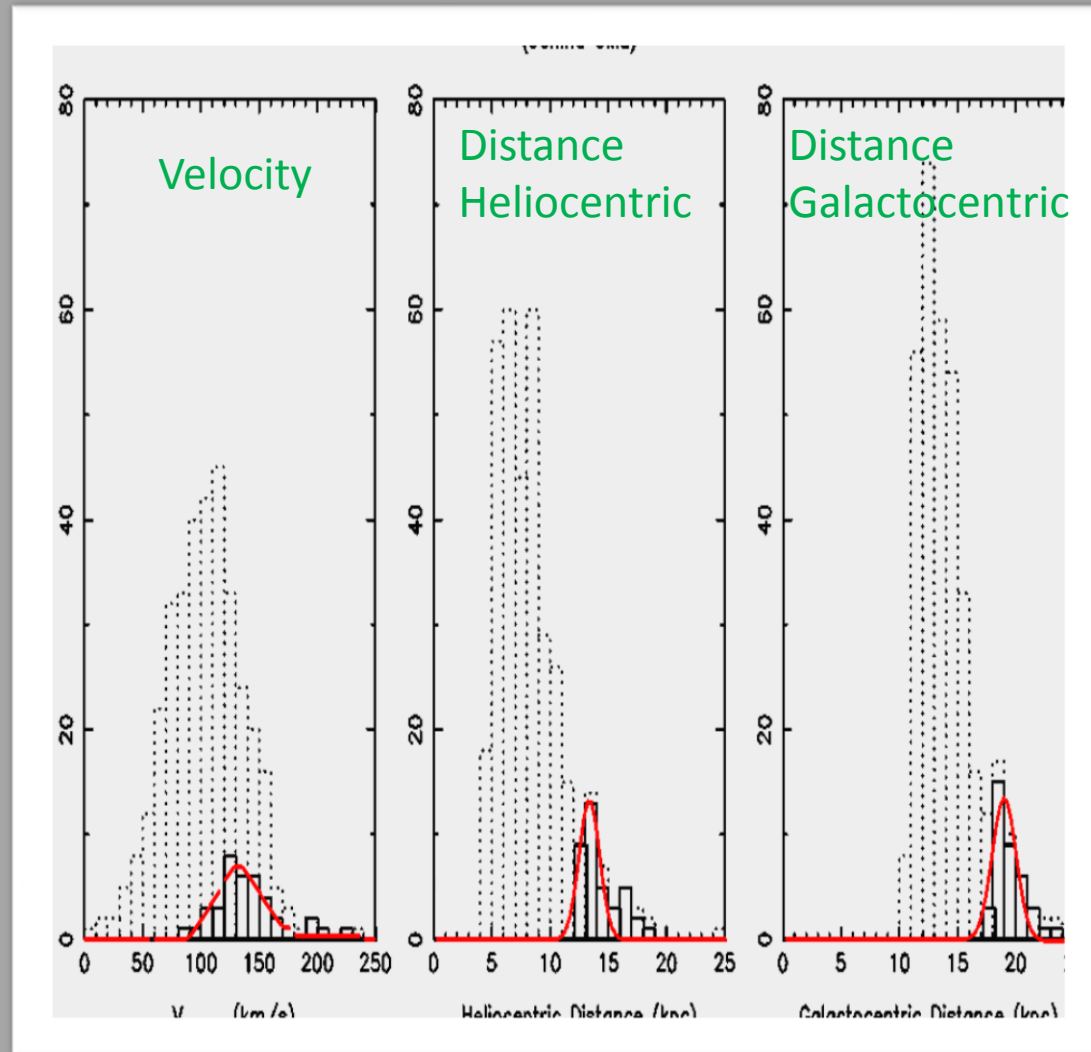 Velocity
Distance
Heliocentric
Distance
Galactocentric
80
60
40
20
0
0 50 100 150 200 250
V (km/s)
80
60
40
20
0
0 5 10 15 20 25
Heliocentric Distance (kpc)
80
60
40
20
0
0 5 10 15 20
Galactocentric Distance (kpc)